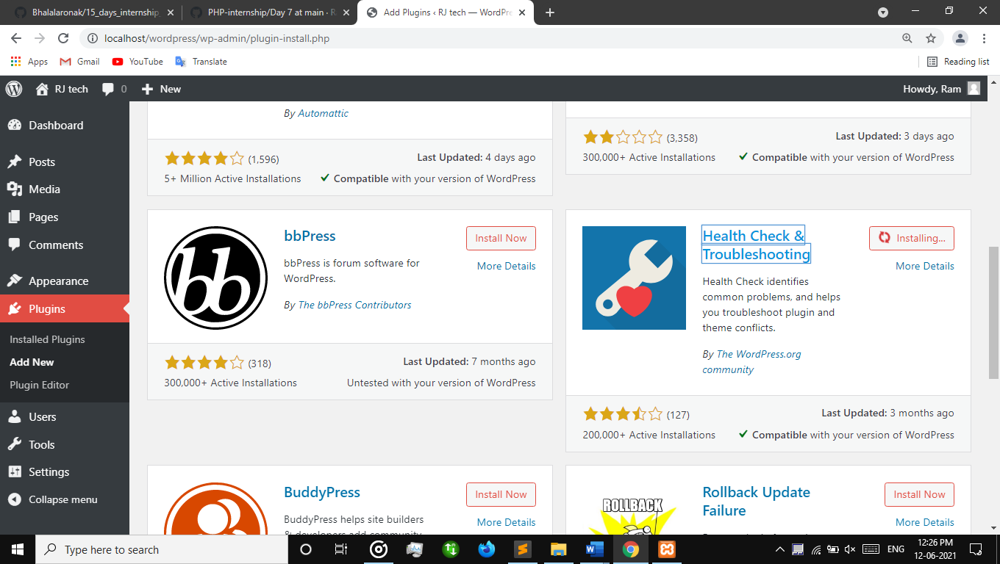 Bhalalaronak/15_days_internship
PHP-internship/Day 7 at main · R
Add Plugins ‹ RJ tech — WordPre
localhost/wordpress/wp-admin/plugin-install.php
Apps
Gmail
YouTube
Translate
Reading list
RJ tech
0
New
Howdy, Ram
Dashboard
Posts
Media
Pages
Comments
Appearance
Plugins
Installed Plugins
Add New
Plugin Editor
Users
Tools
Settings
Collapse menu
By Automattic
(1,596)
Last Updated: 4 days ago
5+ Million Active Installations
Compatible with your version of WordPress
(3,358)
Last Updated: 3 days ago
300,000+ Active Installations
Compatible with your version of WordPress
bb
bbPress
Install Now
More Details
bbPress is forum software for
WordPress.
By The bbPress Contributors
(318)
Last Updated: 7 months ago
300,000+ Active Installations
Untested with your version of WordPress
Health Check &
Troubleshooting
Installing...
More Details
Health Check identifies
common problems, and helps
you troubleshoot plugin and
theme conflicts.
By The WordPress.org
community
(127)
Last Updated: 3 months ago
200,000+ Active Installations
Compatible with your version of WordPress
BuddyPress
Install Now
More Details
BuddyPress helps site builders
& developers add community
ROLLBACK
Rollback Update
Failure
Install Now
More Details
Type here to search
ENG
12:26 PM
12-06-2021